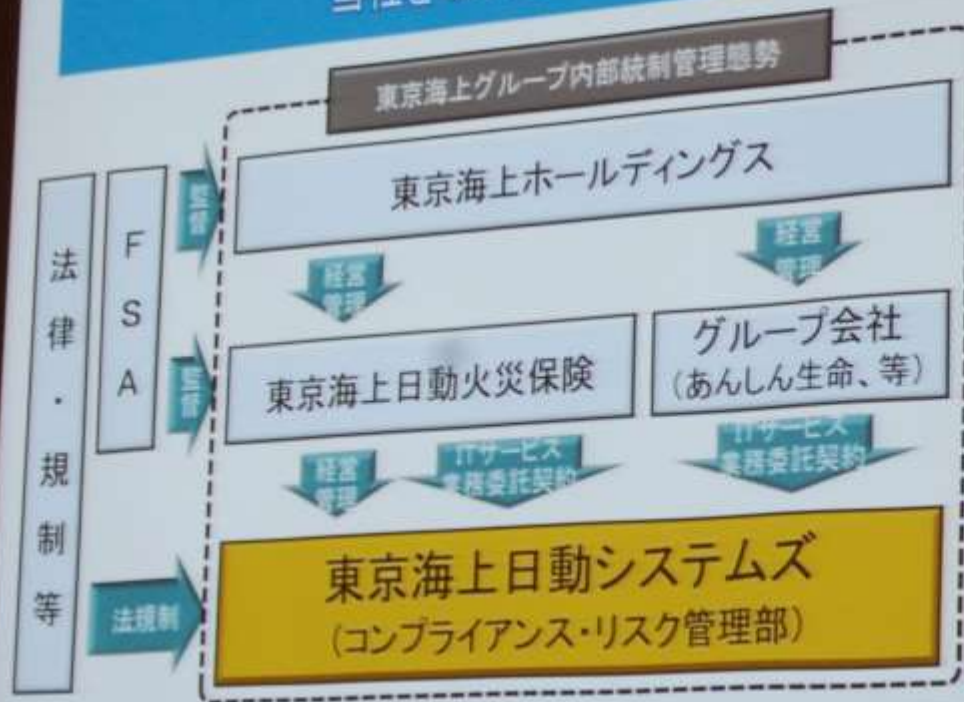 東京海上グループ内部統制管理態勢
法律・規制等
FSA
監督
東京海上ホールディングス
経営
管理
経営
管理
監督
東京海上日動火災保険
グループ会社
(あんしん生命、等)
経営
管理
ITサービス
業務委託契約
ITサービス
業務委託契約
法規制
東京海上日動システムズ
(コンプライアンス・リスク管理部)